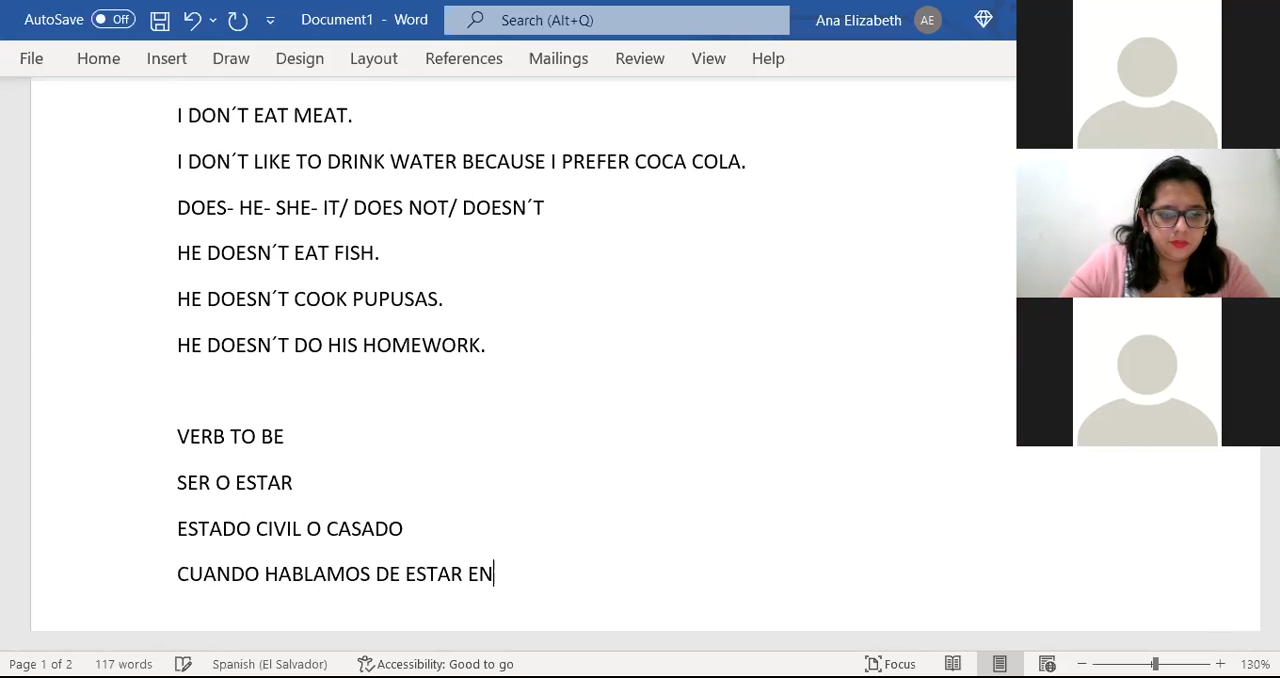 AutoSave Off Document1 - Word Search (Alt+Q) Ana Elizabeth AE
File Home Insert Draw Design Layout References Mailings Review View Help
I DON´T EAT MEAT.
I DON´T LIKE TO DRINK WATER BECAUSE I PREFER COCA COLA.
DOES- HE- SHE- IT/ DOES NOT/ DOESN´T
HE DOESN´T EAT FISH.
HE DOESN´T COOK PUPUSAS.
HE DOESN´T DO HIS HOMEWORK.
VERB TO BE
SER O ESTAR
ESTADO CIVIL O CASADO
CUANDO HABLAMOS DE ESTAR EN
Page 1 of 2 117 words Spanish (El Salvador) Accessibility: Good to go Focus 130%